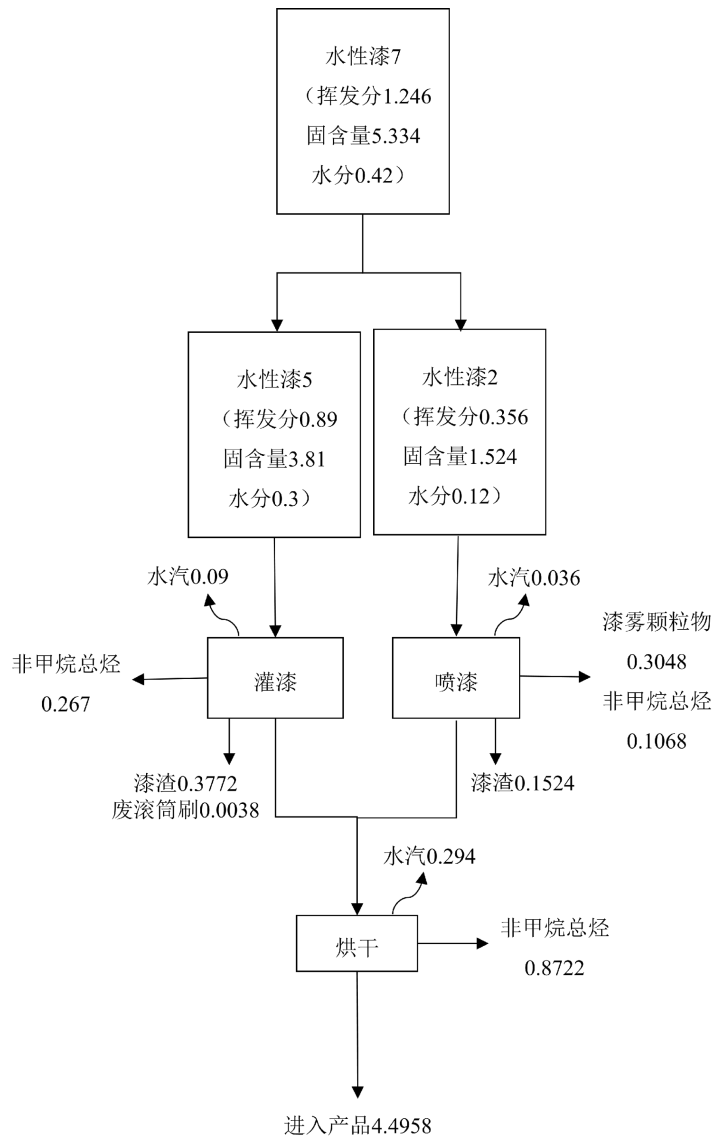 水性漆7
（挥发分1.246
固含量5.334
水分0.42）
水性漆5
（挥发分0.89
固含量3.81
水分0.3）
水性漆2
（挥发分0.356
固含量1.524
水分0.12）
水汽0.09
水汽0.036
非甲烷总烃
0.267
灌漆
喷漆
漆雾颗粒物
0.3048
非甲烷总烃
0.1068
漆渣0.3772
废滚筒刷0.0038
漆渣0.1524
水汽0.294
烘干
非甲烷总烃
0.8722
进入产品4.4958